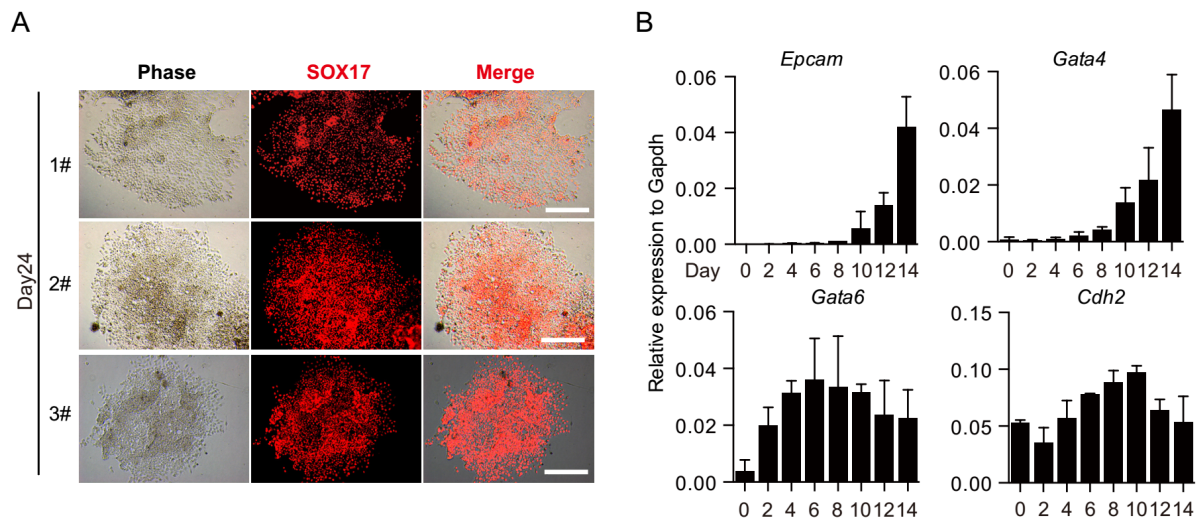 A
Phase SOX17 Merge
Day24
1#
2#
3#
B
Relative expression to Gapdh
Epcam
0.06
0.04
0.02
0.00
Day 0 2 4 6 8 10 12 14
Gata4
0.06
0.04
0.02
0.00
0 2 4 6 8 10 12 14
Gata6
0.06
0.04
0.02
0.00
0 2 4 6 8 10 12 14
Cdh2
0.15
0.10
0.05
0.00
0 2 4 6 8 10 12 14